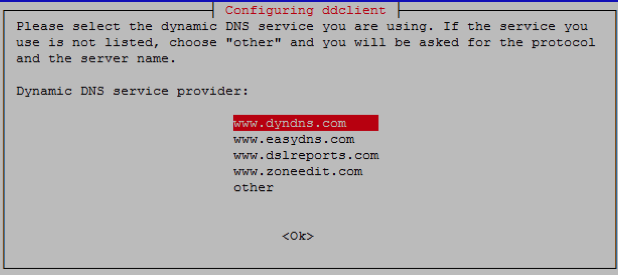 Configuring ddclient
Please select the dynamic DNS service you are using. If the service you
use is not listed, choose "other" and you will be asked for the protocol
and the server name.
Dynamic DNS service provider:
www.dyndns.com
www.easydns.com
www.dslreports.com
www.zoneedit.com
other
<Ok>